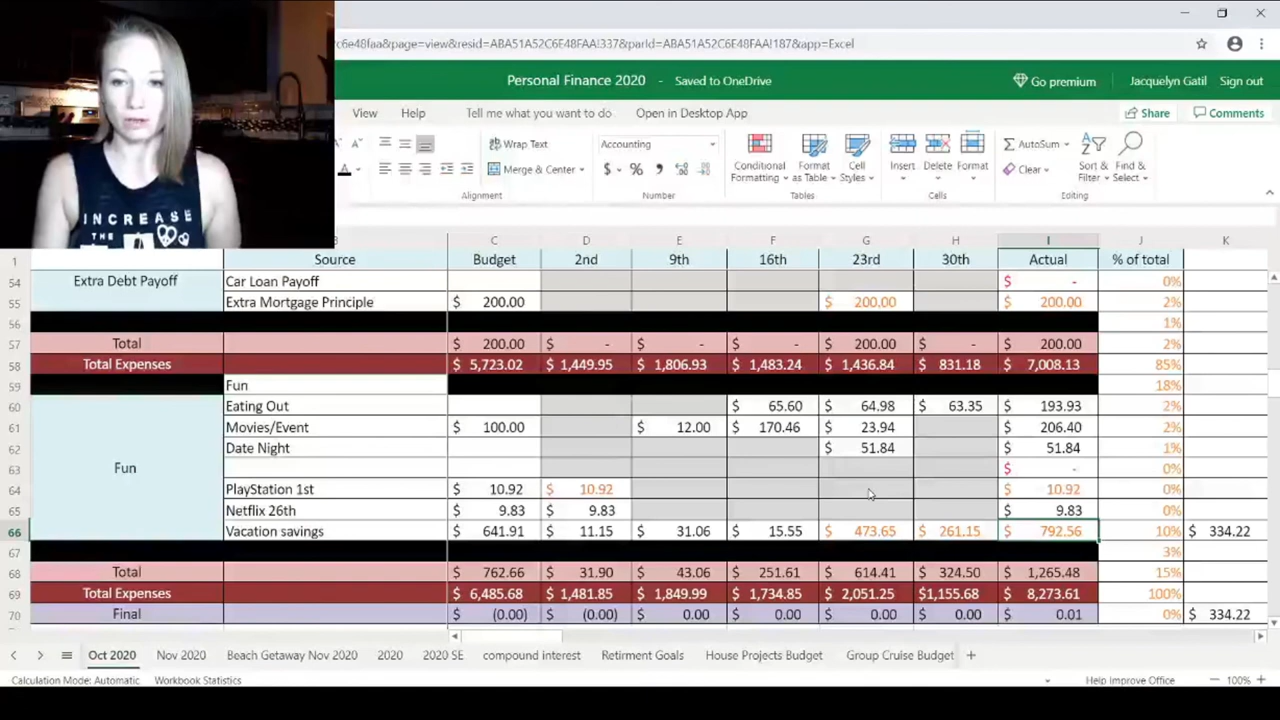 c6e48faa&page=view&resid=ABA51A52C6E48FAA!337&parId=ABA51A52C6E48FAA!187&app=Excel
Personal Finance 2020 - Saved to OneDrive Go premium Jacquelyn Gatil Sign out
View Help Tell me what you want to do Open in Desktop App Share Comments
Wrap Text Accounting AutoSum
A Merge & Center $ % Conditional Formatting Format as Table Cell Styles Insert Delete Format Clear Sort & Filter Find & Select
Alignment Number Tables Cells Editing
B C D E F G H I J K
1 Source Budget 2nd 9th 16th 23rd 30th Actual % of total
54 Extra Debt Payoff Car Loan Payoff $ - 0%
55 Extra Mortgage Principle $ 200.00 $ 200.00 $ 200.00 2%
56 1%
57 Total $ 200.00 $ - $ - $ - $ 200.00 $ - $ 200.00 2%
58 Total Expenses $ 5,723.02 $ 1,449.95 $ 1,806.93 $ 1,483.24 $ 1,436.84 $ 831.18 $ 7,008.13 85%
59 Fun 18%
60 Eating Out $ 65.60 $ 64.98 $ 63.35 $ 193.93 2%
61 Movies/Event $ 100.00 $ 12.00 $ 170.46 $ 23.94 $ 206.40 2%
62 Date Night $ 51.84 $ 51.84 1%
63 Fun $ - 0%
64 PlayStation 1st $ 10.92 $ 10.92 $ 10.92 0%
65 Netflix 26th $ 9.83 $ 9.83 $ 9.83 0%
66 Vacation savings $ 641.91 $ 11.15 $ 31.06 $ 15.55 $ 473.65 $ 261.15 $ 792.56 10% $ 334.22
67 3%
68 Total $ 762.66 $ 31.90 $ 43.06 $ 251.61 $ 614.41 $ 324.50 $ 1,265.48 15%
69 Total Expenses $ 6,485.68 $ 1,481.85 $ 1,849.99 $ 1,734.85 $ 2,051.25 $1,155.68 $ 8,273.61 100%
70 Final $ (0.00) $ (0.00) $ 0.00 $ 0.00 $ 0.00 $ 0.00 $ 0.01 0% $ 334.22
Oct 2020 Nov 2020 Beach Getaway Nov 2020 2020 2020 SE compound interest Retirment Goals House Projects Budget Group Cruise Budget
Calculation Mode: Automatic Workbook Statistics Help Improve Office 100%
INCREASE
THE